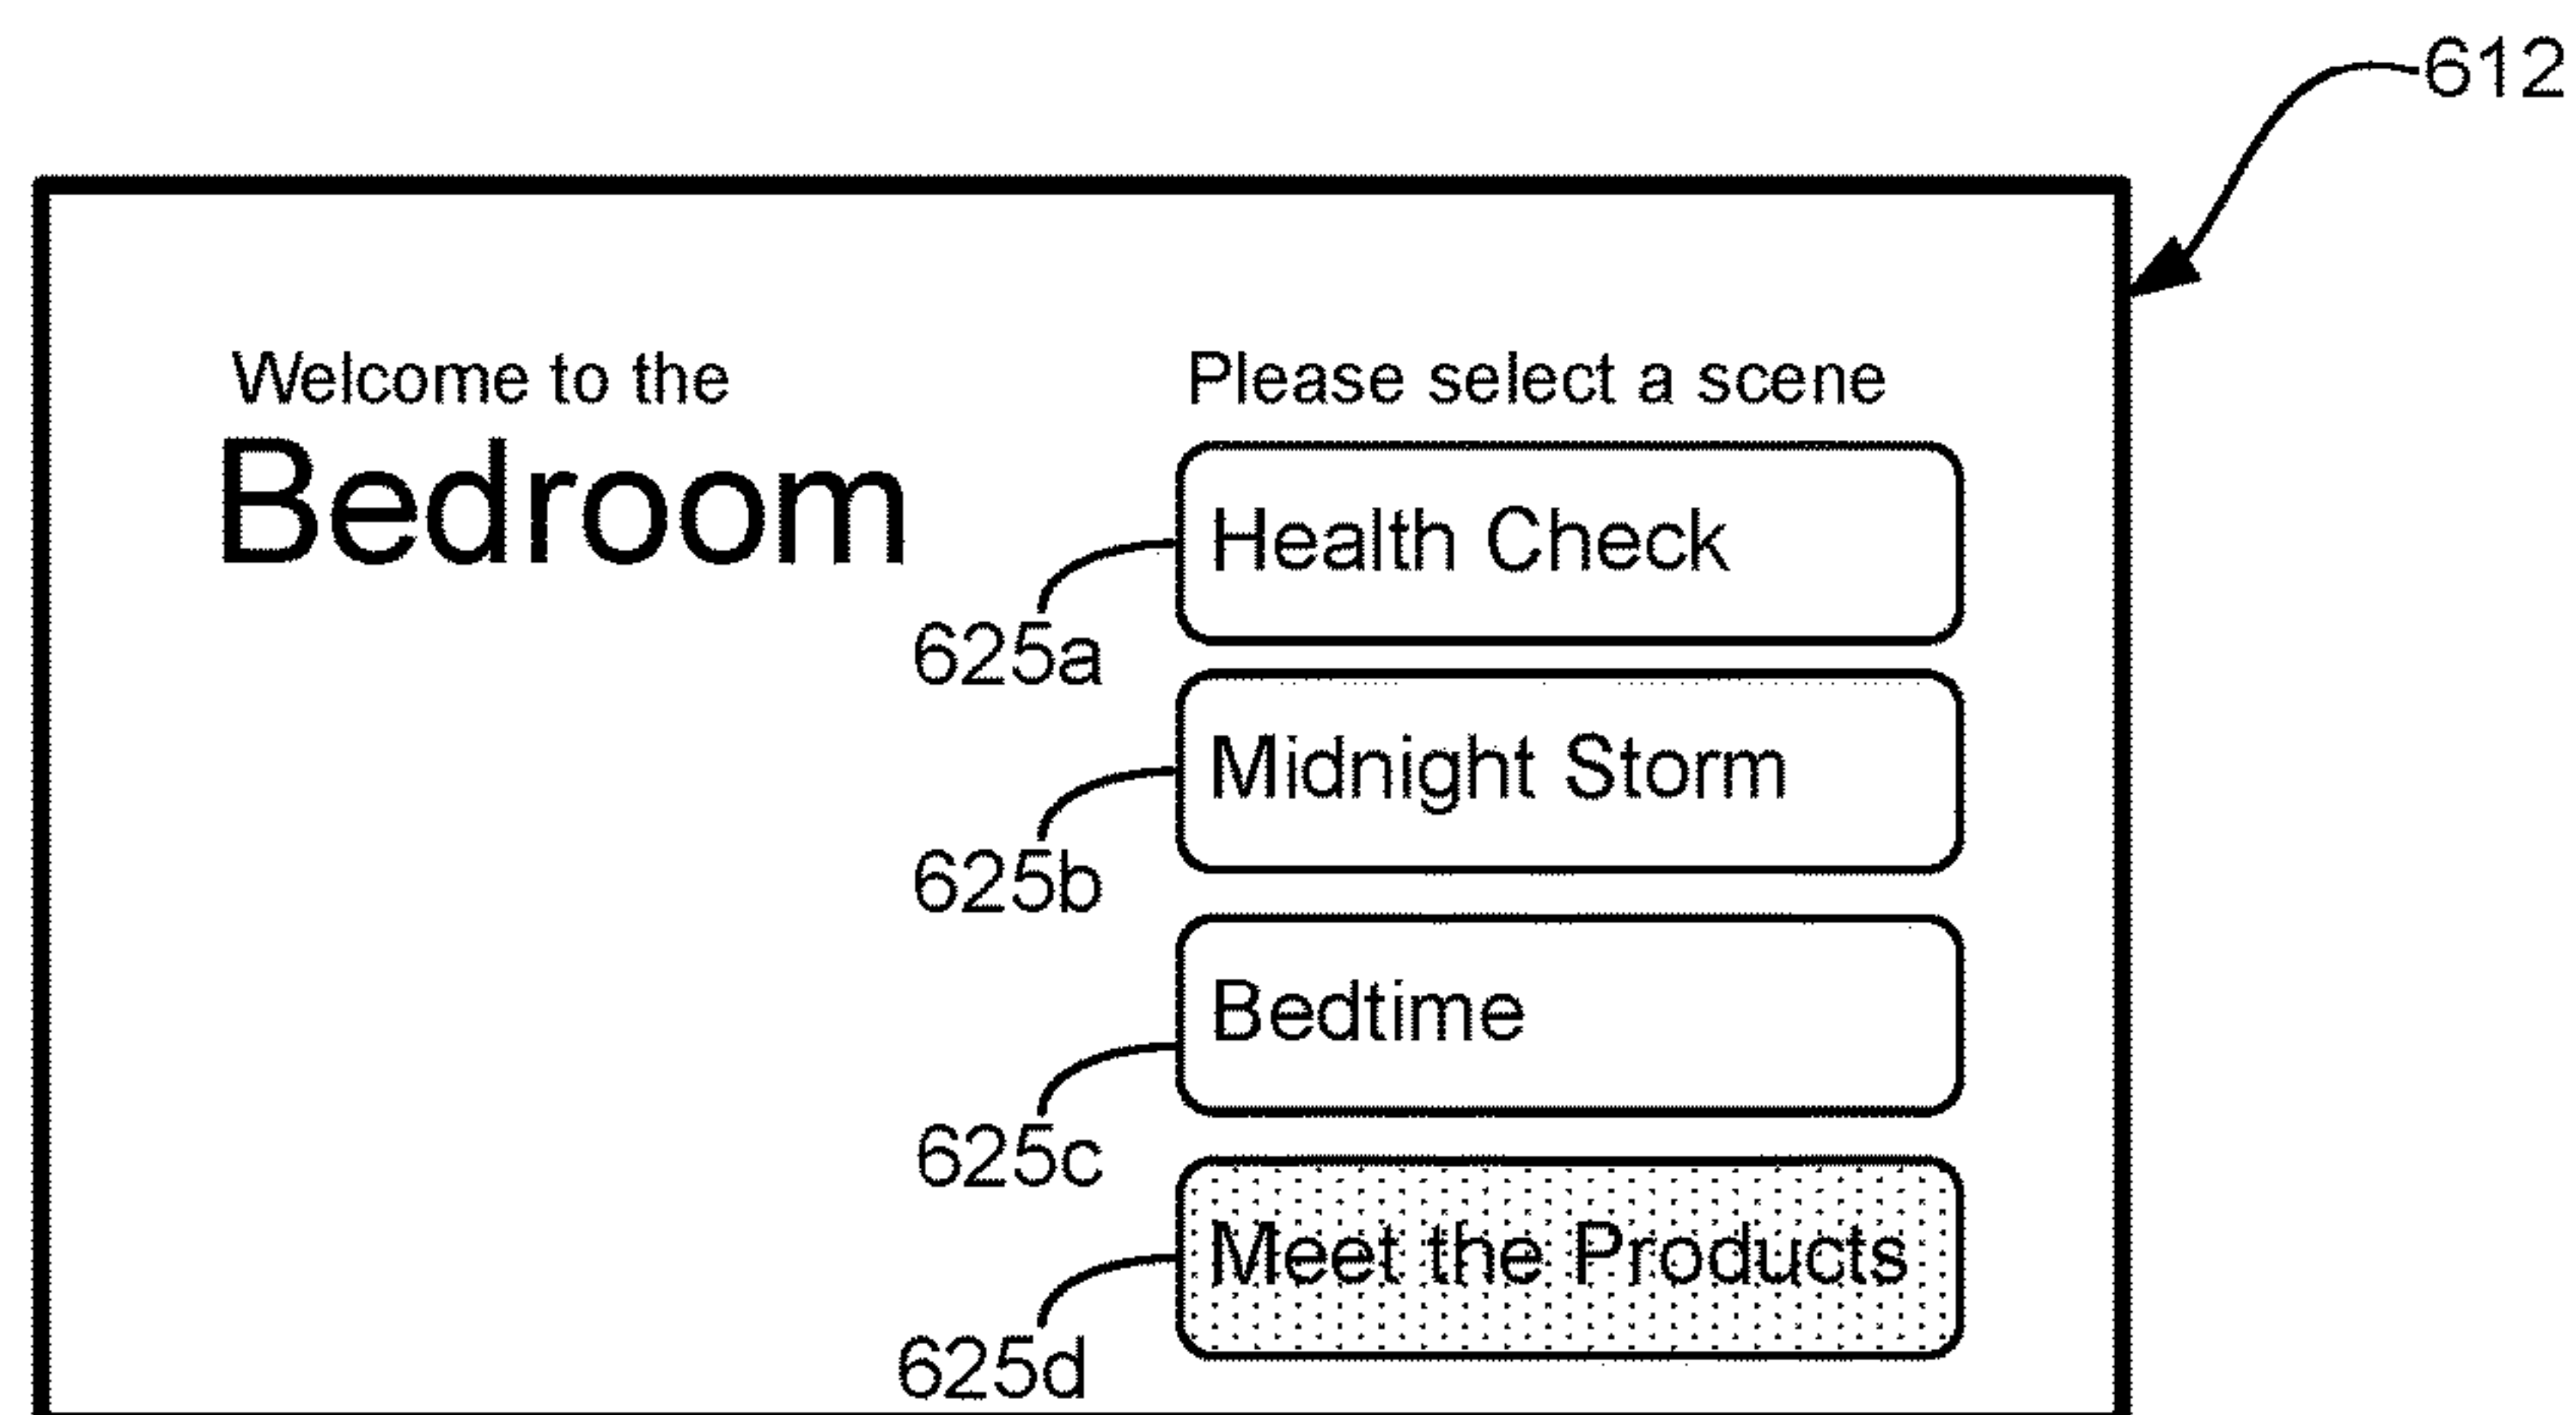 612
Welcome to the
Bedroom
Please select a scene
Health Check
625a
Midnight Storm
625b
Bedtime
625c
Meet the Products
625d